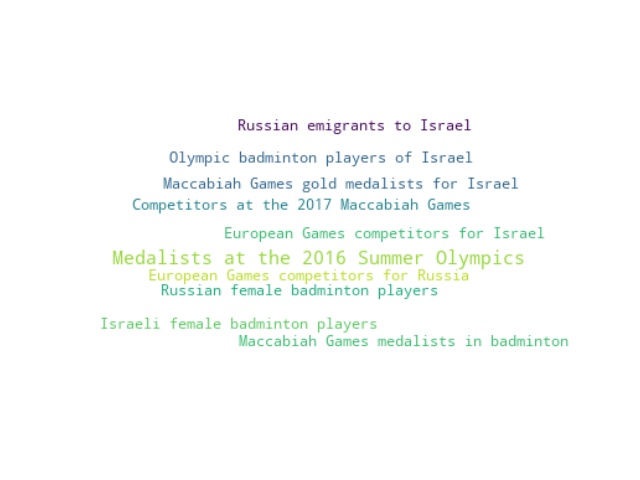 Russian emigrants to Israel
Olympic badminton players of Israel
Maccabiah Games gold medalists for Israel
Competitors at the 2017 Maccabiah Games
European Games competitors for Israel
Medalists at the 2016 Summer Olympics
European Games competitors for Russia
Russian female badminton players
Israeli female badminton players
Maccabiah Games medalists in badminton